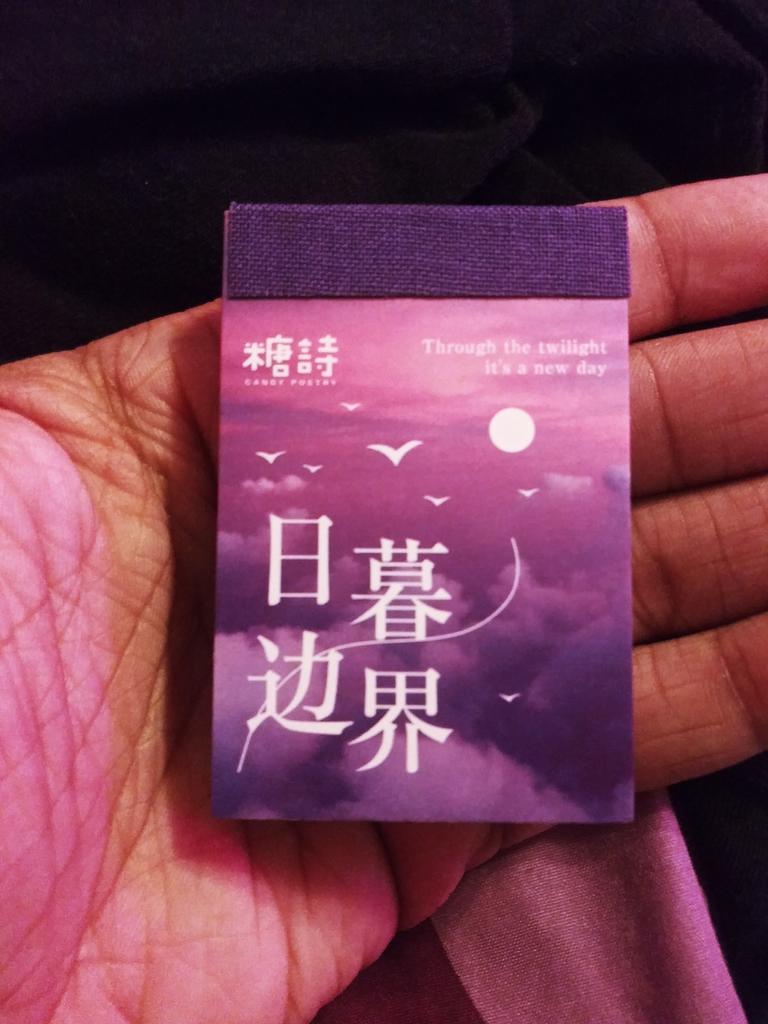 糖詩
CANDY POETRY
Through the twilight
it's a new day
日暮
边界